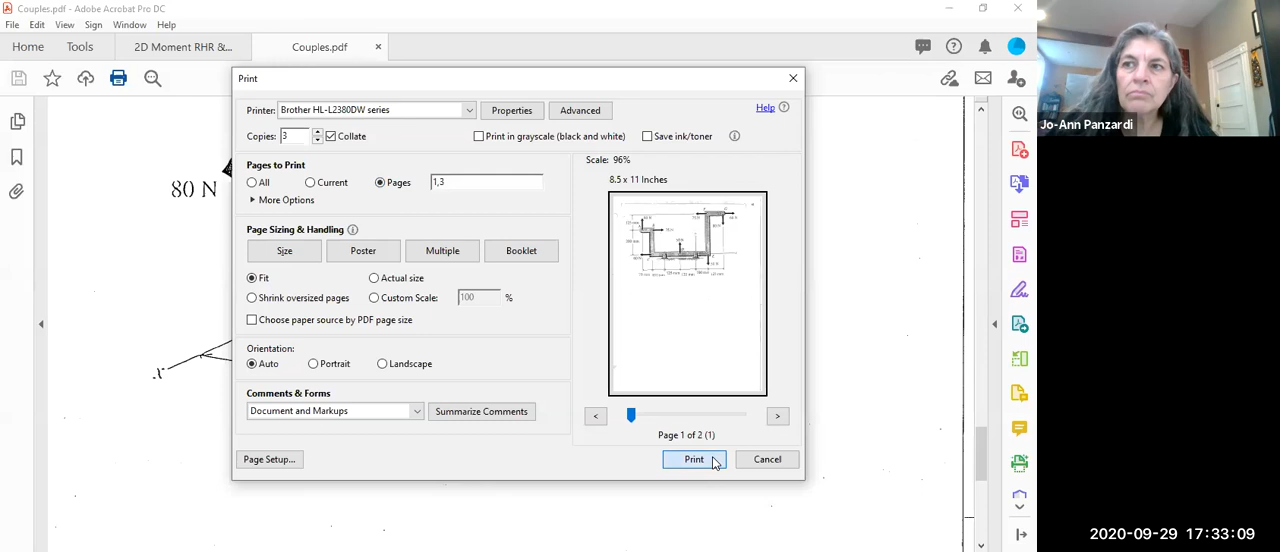 Couples.pdf - Adobe Acrobat Pro DC
File Edit View Sign Window Help
Home Tools 2D Moment RHR &... Couples.pdf
Print
Printer: Brother HL-L2380DW series Properties Advanced Help
Copies: 3 Collate Print in grayscale (black and white) Save ink/toner
Pages to Print
All Current Pages 1,3
More Options
Page Sizing & Handling
Size Poster Multiple Booklet
Fit Actual size
Shrink oversized pages Custom Scale: 100 %
Choose paper source by PDF page size
Orientation:
Auto Portrait Landscape
Comments & Forms
Document and Markups Summarize Comments
Scale: 96%
8.5 x 11 Inches
< >
Page 1 of 2 (1)
Page Setup... Print Cancel
80 N
x
Jo-Ann Panzardi
2020-09-29 17:33:09